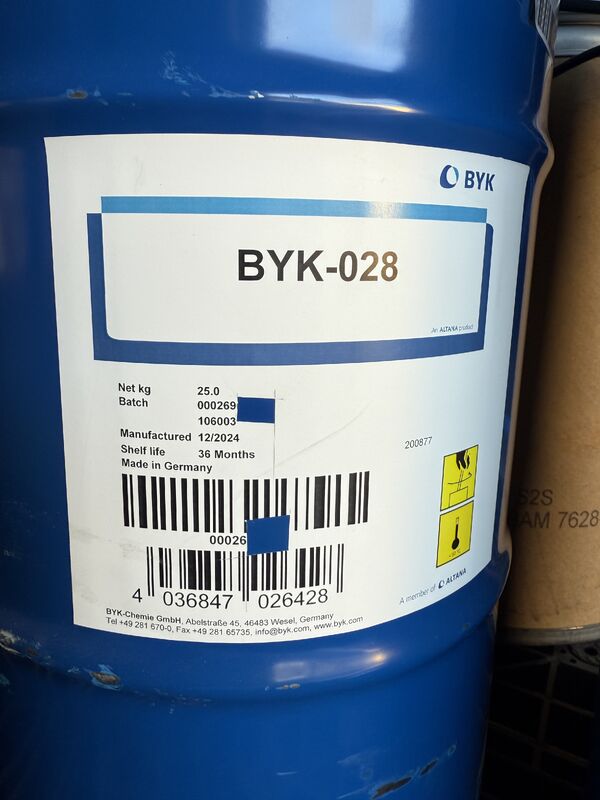 BYK
BYK-028
An ALTANA product
Net kg 25.0
Batch 000269
106003
Manufactured 12/2024
Shelf life 36 Months
Made in Germany
200877
00026
4 036847 026428
A member of ALTANA
BYK-Chemie GmbH, Abelstraße 45, 46483 Wesel, Germany
Tel +49 281 670-0, Fax +49 281 65735, info@byk.com, www.byk.com
S2S
BAM 7628